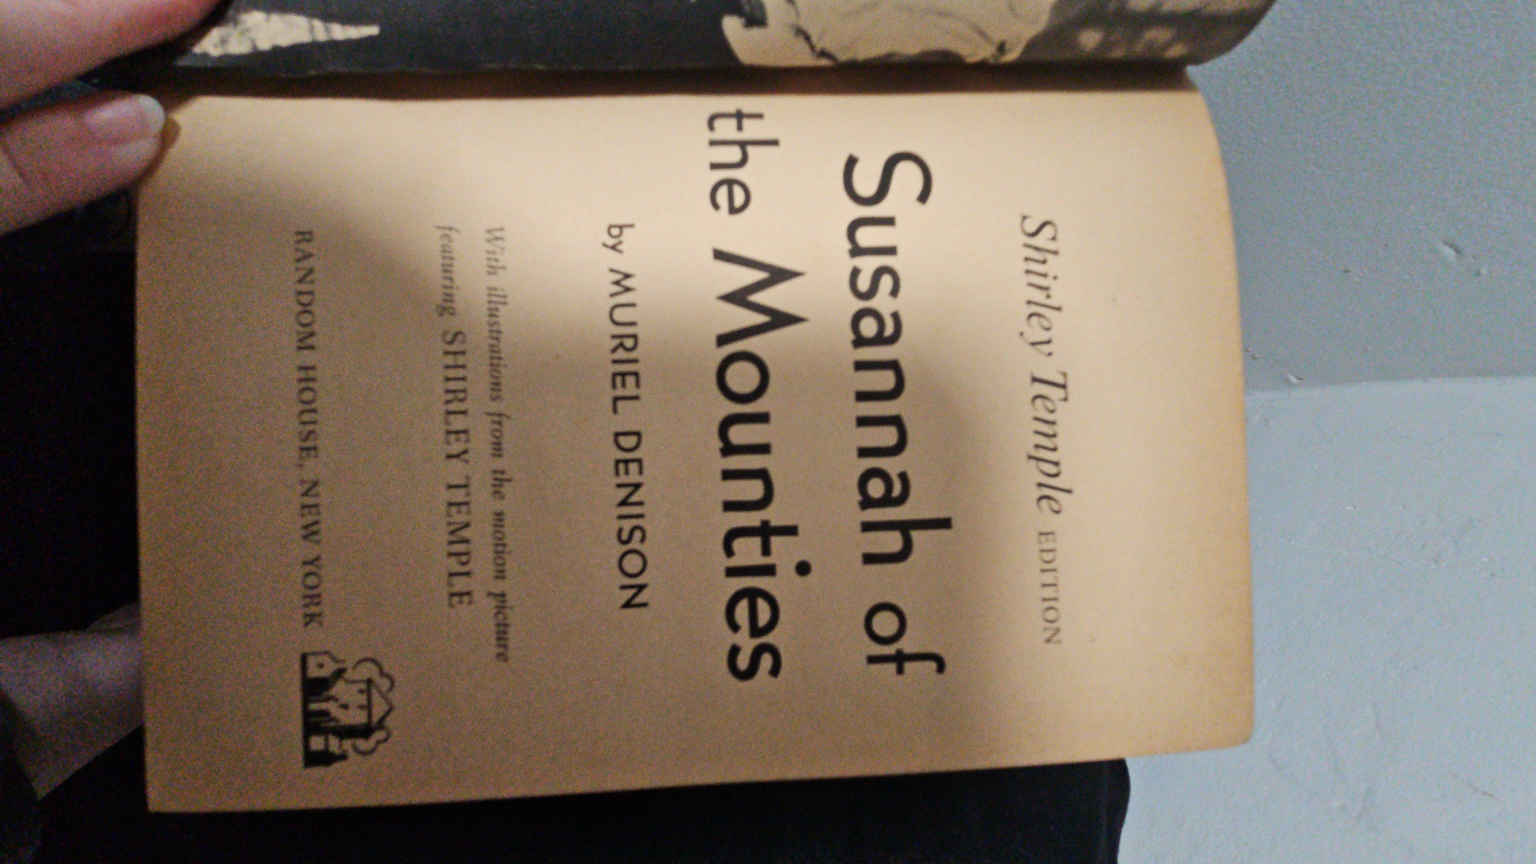 Shirley Temple EDITION
Susannah of
the Mounties
by MURIEL DENISON
With illustrations from the motion picture
featuring SHIRLEY TEMPLE
RANDOM HOUSE, NEW YORK